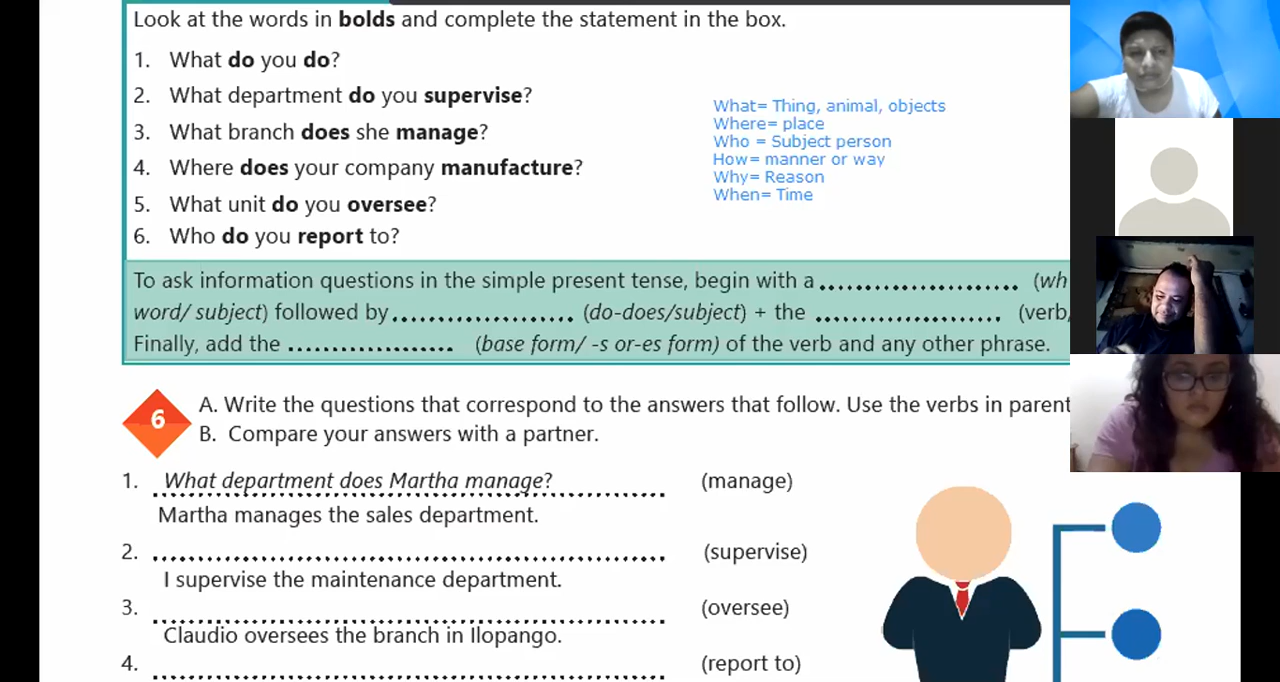 Look at the words in bolds and complete the statement in the box.
1. What do you do?
2. What department do you supervise?
3. What branch does she manage?
4. Where does your company manufacture?
5. What unit do you oversee?
6. Who do you report to?
What= Thing, animal, objects
Where= place
Who = Subject person
How= manner or way
Why= Reason
When= Time
To ask information questions in the simple present tense, begin with a ........................ (wh
word/ subject) followed by...................... (do-does/subject) + the ...................... (verb,
Finally, add the .................... (base form/ -s or-es form) of the verb and any other phrase.
6
A. Write the questions that correspond to the answers that follow. Use the verbs in parent
B. Compare your answers with a partner.
1. What department does Martha manage? (manage)
Martha manages the sales department.
2. (supervise)
I supervise the maintenance department.
3. (oversee)
Claudio oversees the branch in Ilopango.
4. (report to)